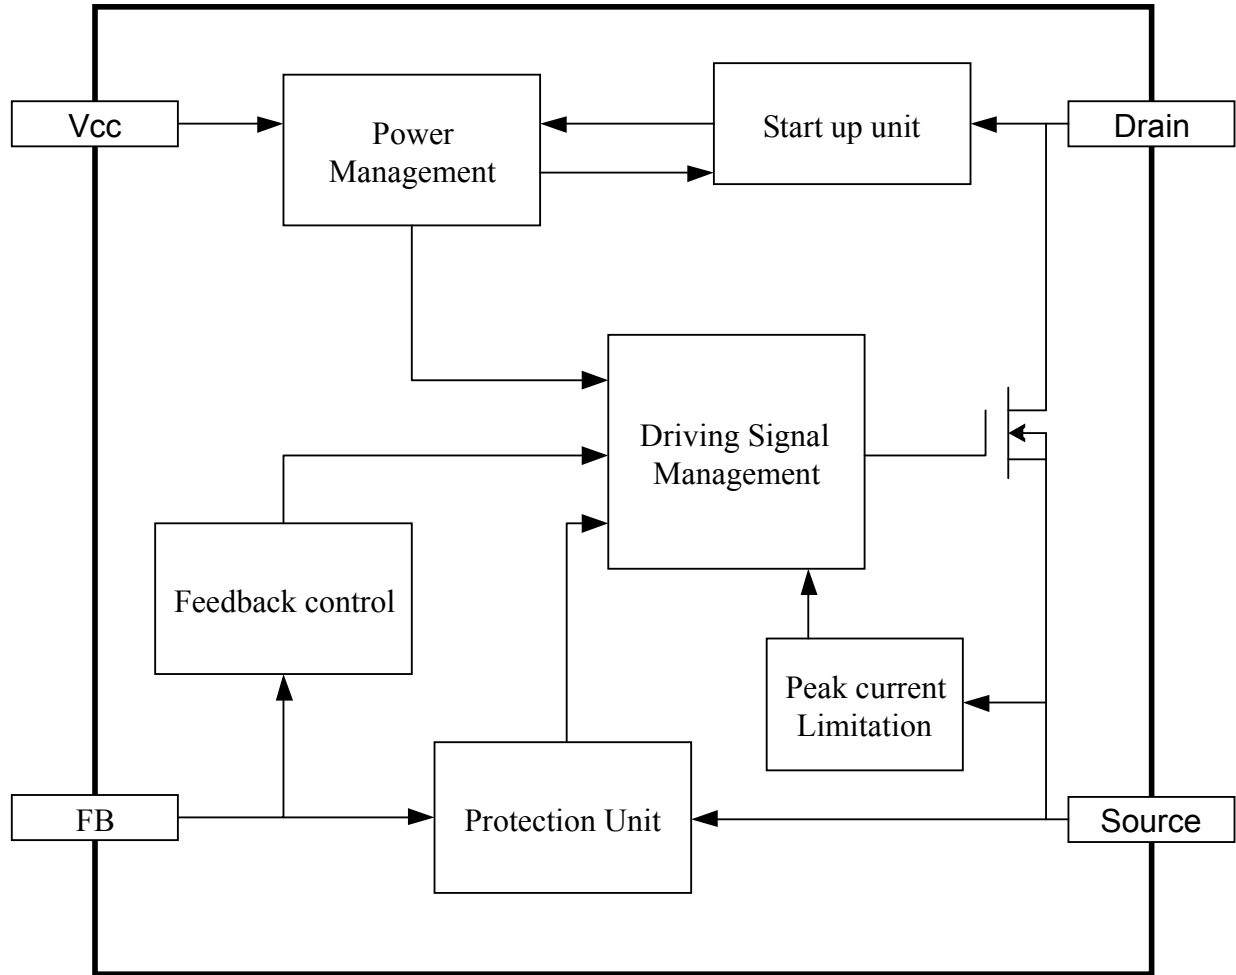 Vcc
Power
Management
Start up unit
Drain
Driving Signal
Management
Feedback control
Peak current
Limitation
FB
Protection Unit
Source